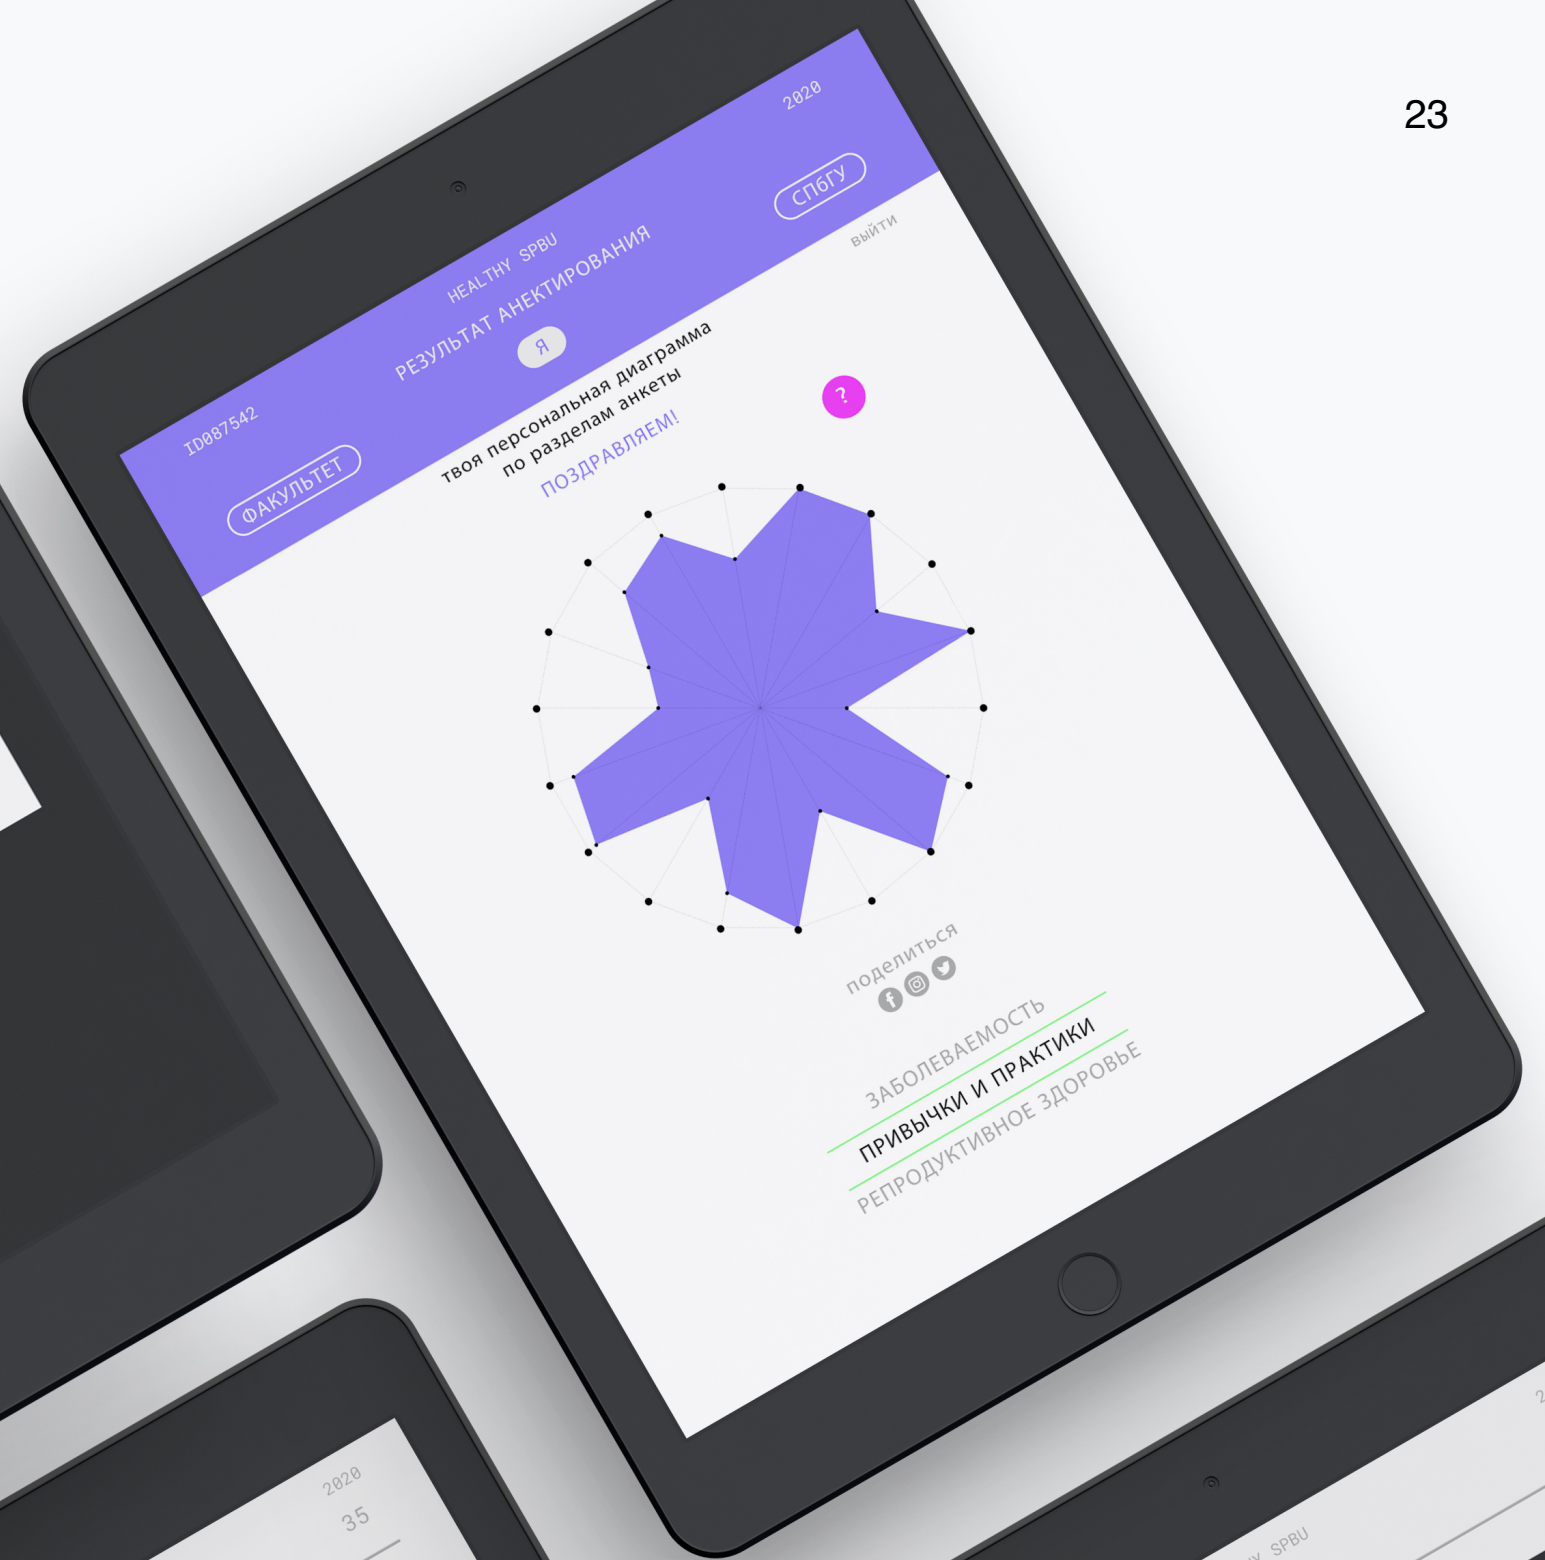 23
2020
СПбГУ
выйти
HEALTHY SPBU
РЕЗУЛЬТАТ АНЕКТИРОВАНИЯ
Я
ID087542
ФАКУЛЬТЕТ
твоя персональная диаграмма
по разделам анкеты
ПОЗДРАВЛЯЕМ!
?
поделиться
ЗАБОЛЕВАЕМОСТЬ
ПРИВЫЧКИ И ПРАКТИКИ
РЕПРОДУКТИВНОЕ ЗДОРОВЬЕ
2020
35
SPBU